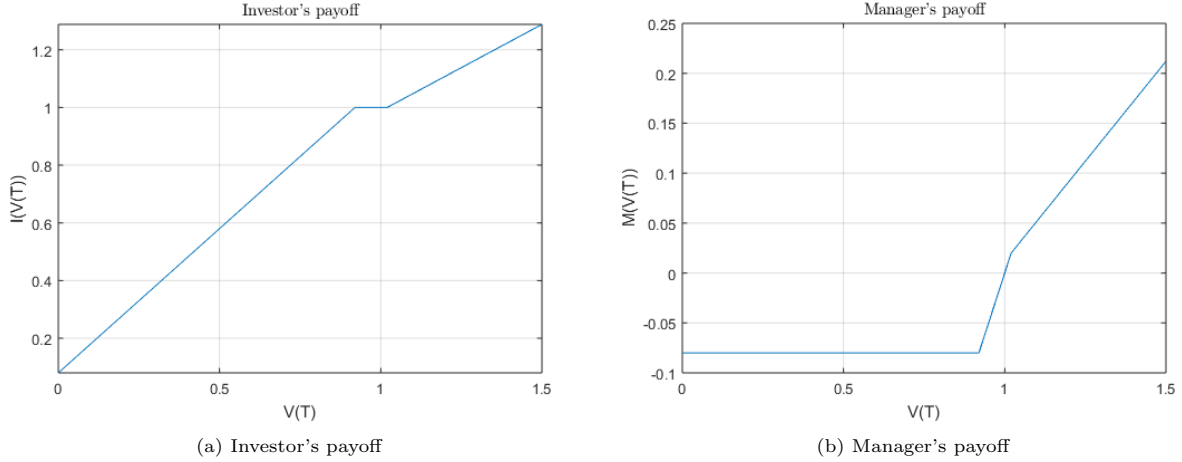 Investor's payoff
I(V(T))
1.2
1
0.8
0.6
0.4
0.2
0
0.5
1
1.5
V(T)
(a) Investor's payoff
Manager's payoff
M(V(T))
0.25
0.2
0.15
0.1
0.05
0
-0.05
-0.1
0
0.5
1
1.5
V(T)
(b) Manager's payoff